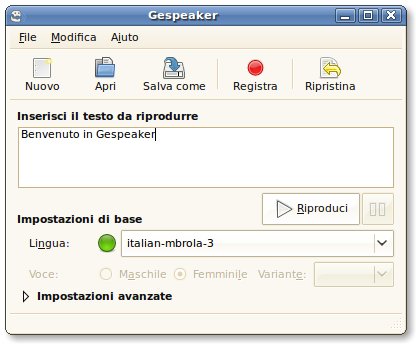 Gespeaker
File Modifica Aiuto
Nuovo Apri Salva come Registra Ripristina
Inserisci il testo da riprodurre
Benvenuto in Gespeaker
Riproduci
Impostazioni di base
Lingua: italian-mbrola-3
Voce: Maschile Femminile Variante:
Impostazioni avanzate